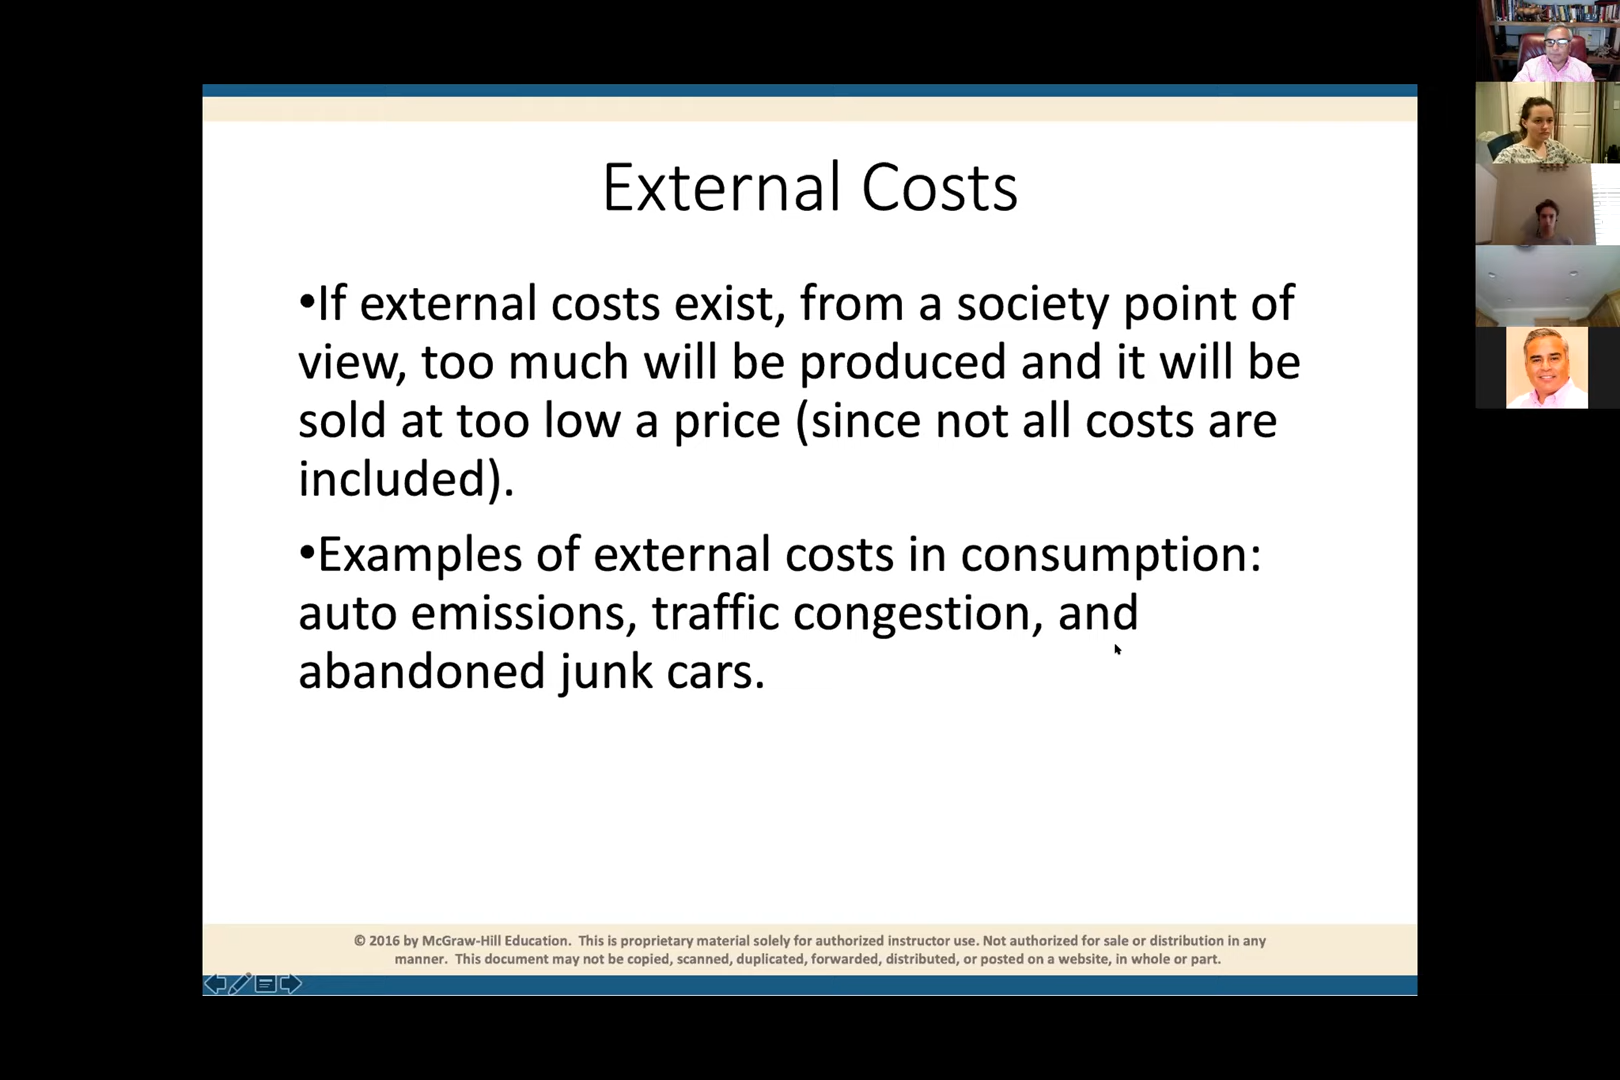 External Costs
•If external costs exist, from a society point of
view, too much will be produced and it will be
sold at too low a price (since not all costs are
included).
•Examples of external costs in consumption:
auto emissions, traffic congestion, and
abandoned junk cars.
© 2016 by McGraw-Hill Education.  This is proprietary material solely for authorized instructor use. Not authorized for sale or distribution in any
manner.  This document may not be copied, scanned, duplicated, forwarded, distributed, or posted on a website, in whole or part.